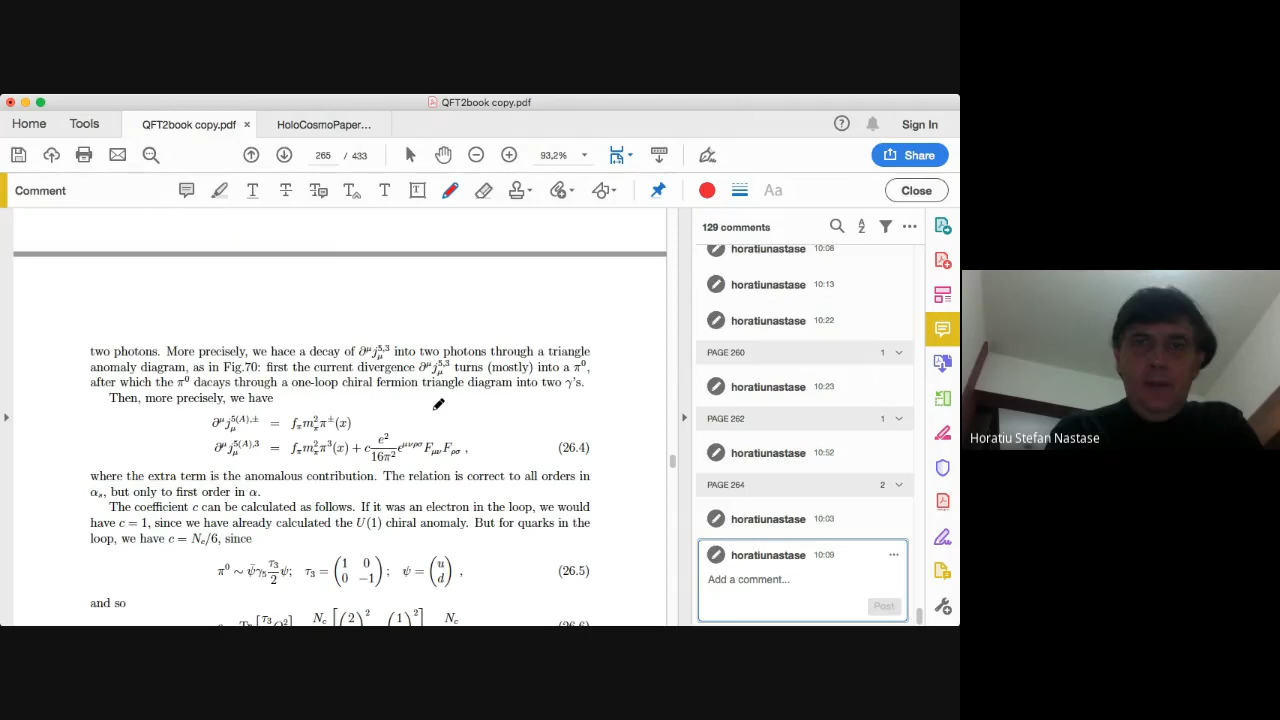 QFT2book copy.pdf
Home Tools QFT2book copy.pdf × HoloCosmoPaper... Sign In
265 / 433 93,2% Share
Comment Aa Close
129 comments
horatiunastase 10:08
horatiunastase 10:13
horatiunastase 10:22
PAGE 260 1
horatiunastase 10:23
PAGE 262 1
horatiunastase 10:52
PAGE 264 2
horatiunastase 10:03
horatiunastase 10:09
Add a comment...
Post
two photons. More precisely, we hace a decay of ∂^μ j_μ^{5,3} into two photons through a triangle
anomaly diagram, as in Fig.70: first the current divergence ∂^μ j_μ^{5,3} turns (mostly) into a π^0,
after which the π^0 dacays through a one-loop chiral fermion triangle diagram into two γ's.
Then, more precisely, we have
∂^μ j_μ^{5(A),±} = f_π m_π^2 π^±(x)
∂^μ j_μ^{5(A),3} = f_π m_π^2 π^3(x) + c e^2/16π^2 ε^{μνρσ} F_{μν} F_{ρσ} , (26.4)
where the extra term is the anomalous contribution. The relation is correct to all orders in
α_s, but only to first order in α.
The coefficient c can be calculated as follows. If it was an electron in the loop, we would
have c = 1, since we have already calculated the U(1) chiral anomaly. But for quarks in the
loop, we have c = N_c/6, since
π^0 ∼ ψ̄γ_5 τ_3/2 ψ; τ_3 = (1 0 0 −1) ; ψ = (u d) , (26.5)
and so
Horatiu Stefan Nastase